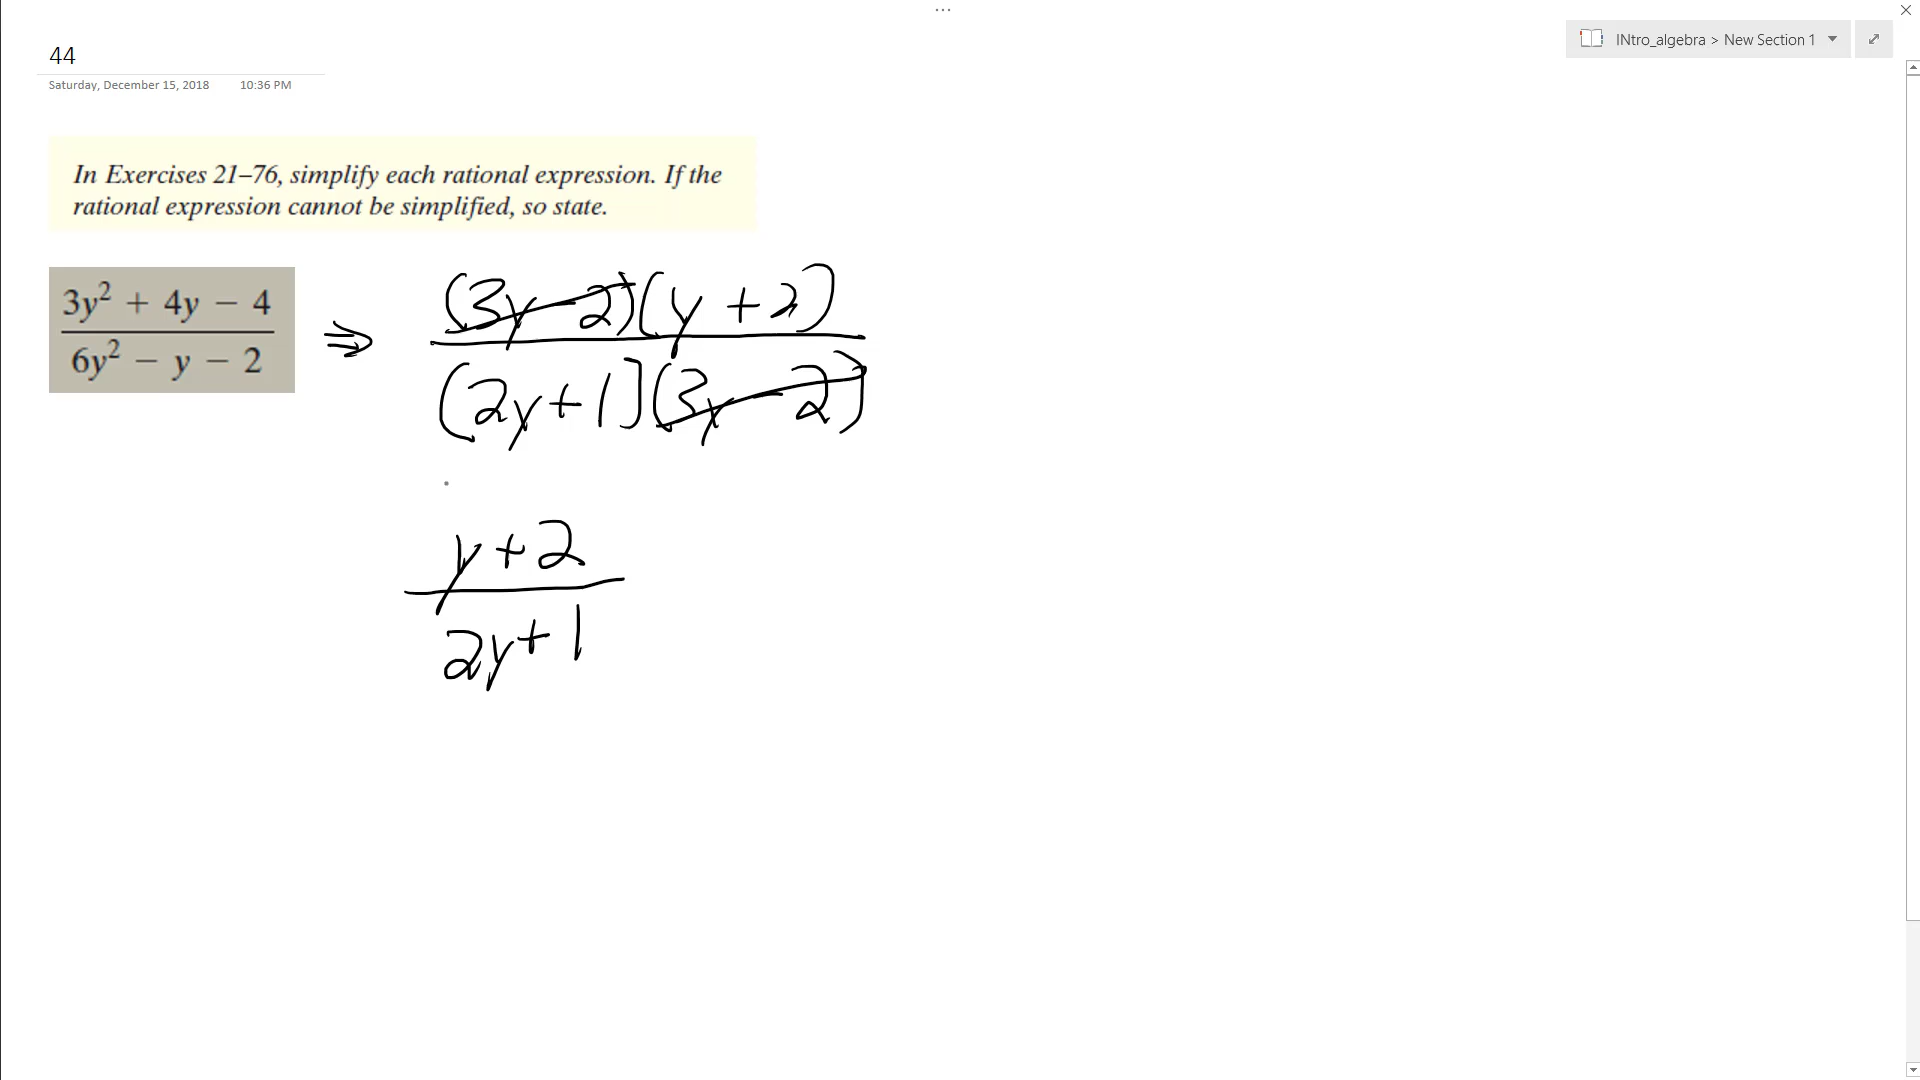 INtro_algebra > New Section 1
44
Saturday, December 15, 2018 10:36 PM
In Exercises 21–76, simplify each rational expression. If the
rational expression cannot be simplified, so state.
3y² + 4y − 4
6y² − y − 2
⇒
(3y − 2)(y + 2)
(2y + 1)(3y − 2)
y + 2
2y + 1